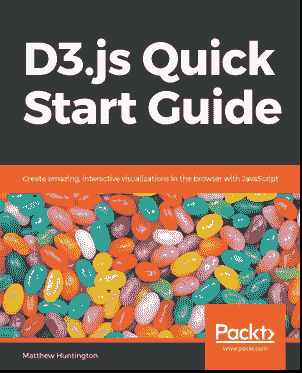 D3.js Quick
Start Guide
Create amazing, interactive visualizations in the browser with JavaScript
Packt>
www.packt.com
Matthew Huntington